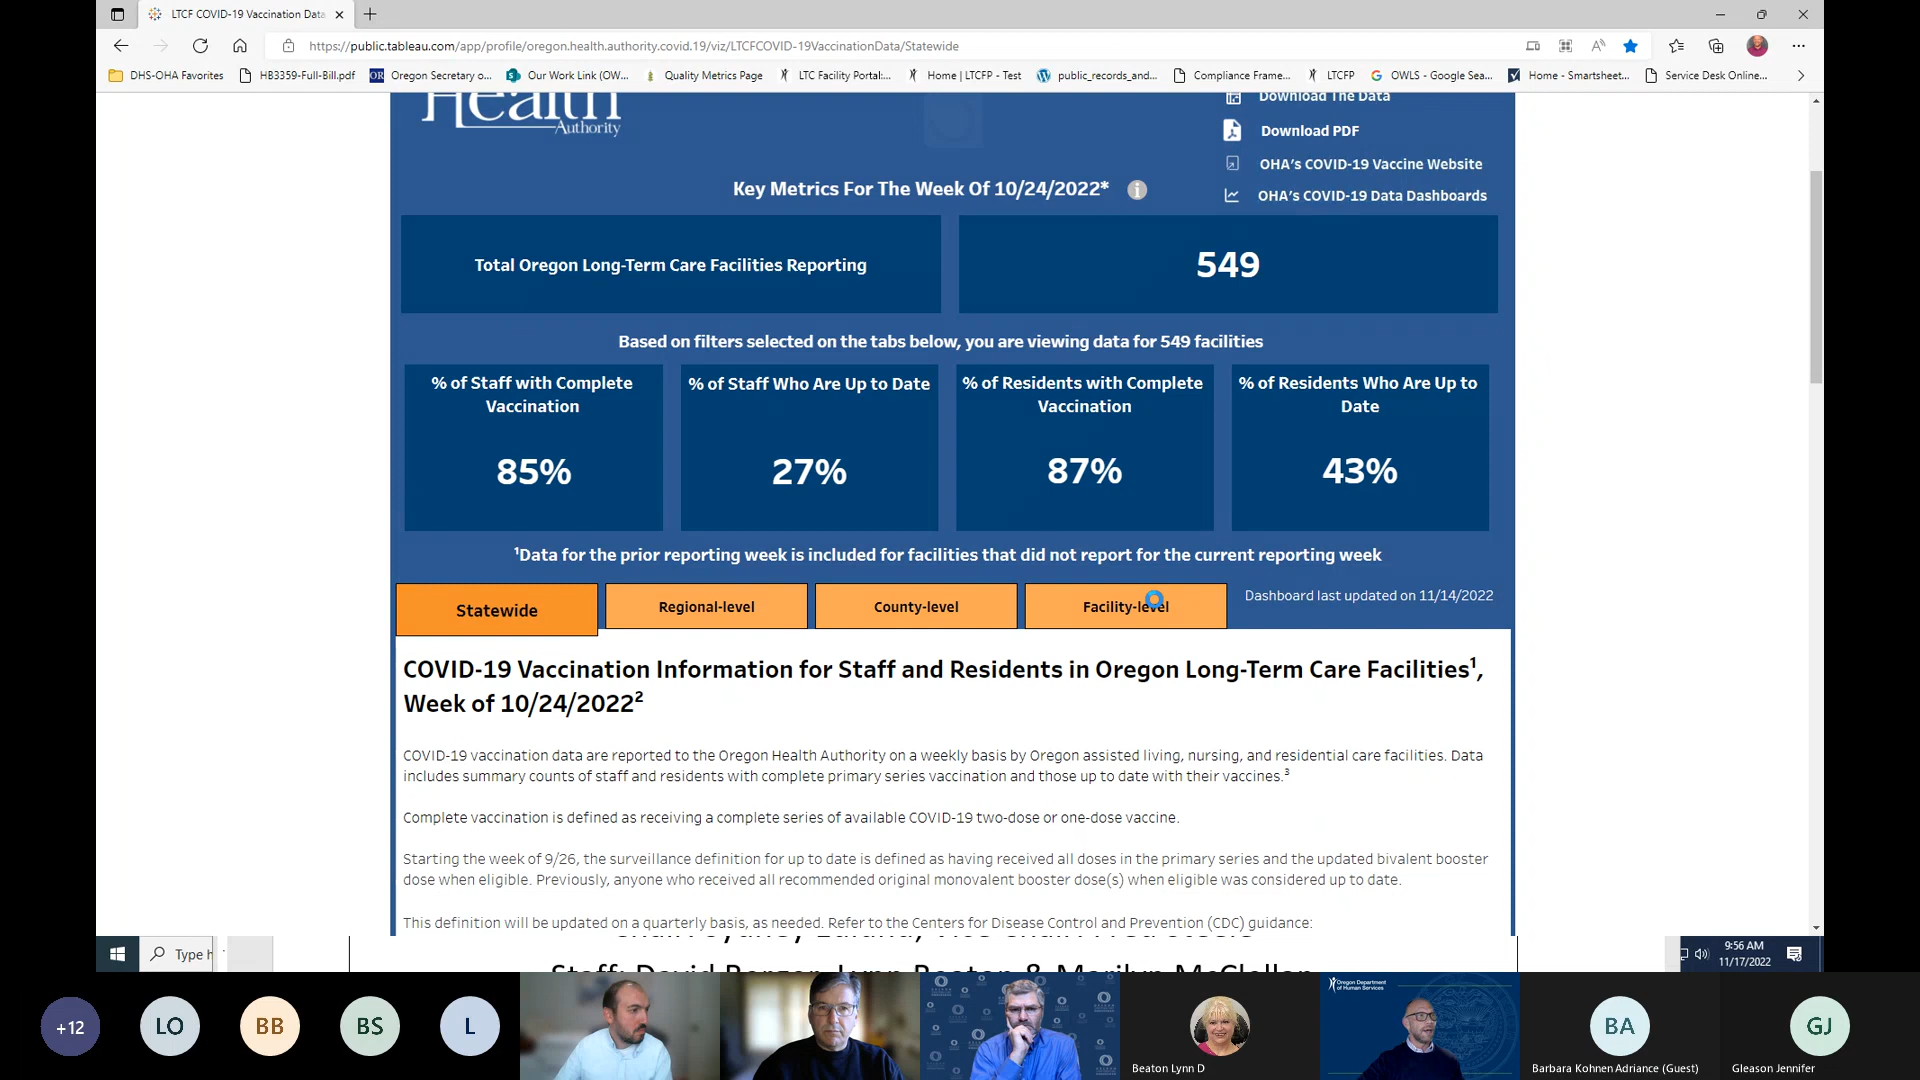 LTCF COVID-19 Vaccination Data
https://public.tableau.com/app/profile/oregon.health.authority.covid.19/viz/LTCFCOVID-19VaccinationData/Statewide
DHS-OHA Favorites HB3359-Full-Bill.pdf Oregon Secretary o... Our Work Link (OW... Quality Metrics Page LTC Facility Portal:... Home | LTCFP - Test public_records_and... Compliance Frame... LTCFP OWLS - Google Sea... Home - Smartsheet... Service Desk Online...
Health
Authority
Download The Data
Download PDF
OHA's COVID-19 Vaccine Website
OHA's COVID-19 Data Dashboards
Key Metrics For The Week Of 10/24/2022*
Total Oregon Long-Term Care Facilities Reporting
549
Based on filters selected on the tabs below, you are viewing data for 549 facilities
% of Staff with Complete
Vaccination
85%
% of Staff Who Are Up to Date
27%
% of Residents with Complete
Vaccination
87%
% of Residents Who Are Up to
Date
43%
¹Data for the prior reporting week is included for facilities that did not report for the current reporting week
Statewide Regional-level County-level Facility-level
Dashboard last updated on 11/14/2022
COVID-19 Vaccination Information for Staff and Residents in Oregon Long-Term Care Facilities¹,
Week of 10/24/2022²
COVID-19 vaccination data are reported to the Oregon Health Authority on a weekly basis by Oregon assisted living, nursing, and residential care facilities. Data
includes summary counts of staff and residents with complete primary series vaccination and those up to date with their vaccines.³
Complete vaccination is defined as receiving a complete series of available COVID-19 two-dose or one-dose vaccine.
Starting the week of 9/26, the surveillance definition for up to date is defined as having received all doses in the primary series and the updated bivalent booster
dose when eligible. Previously, anyone who received all recommended original monovalent booster dose(s) when eligible was considered up to date.
This definition will be updated on a quarterly basis, as needed. Refer to the Centers for Disease Control and Prevention (CDC) guidance:
Type h
9:56 AM
11/17/2022
Staff: David Barger, Lynn Beaton & Marilyn McClellan
+12 LO BB BS L
Oregon Department
of Human Services
BA GJ
Beaton Lynn D
Barbara Kohnen Adriance (Guest)
Gleason Jennifer